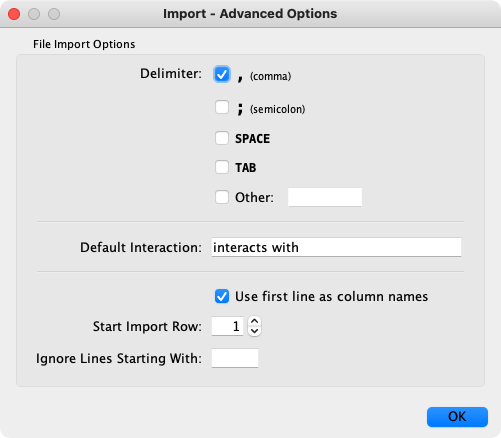 Import - Advanced Options
File Import Options
Delimiter: , (comma)
; (semicolon)
SPACE
TAB
Other:
Default Interaction: interacts with
Use first line as column names
Start Import Row: 1
Ignore Lines Starting With:
OK